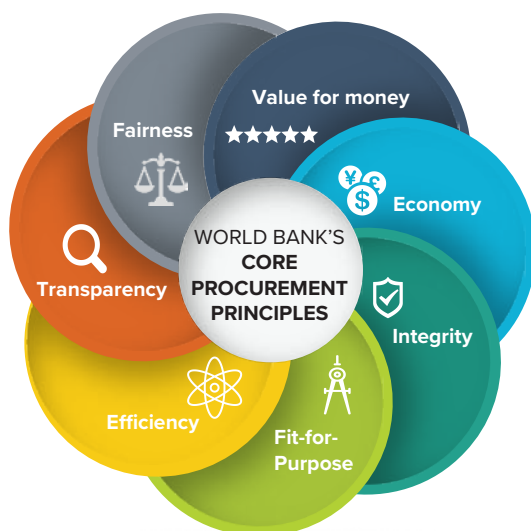 Value for money
Fairness
¥
£
$
Economy
WORLD BANK'S
CORE
PROCUREMENT
PRINCIPLES
Transparency
Integrity
Efficiency
Fit-for-
Purpose